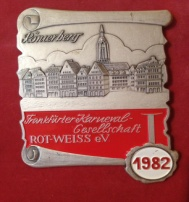 Römerberg
Frankfurter-Karneval-
Gesellschaft
ROT-WEISS eV
1982